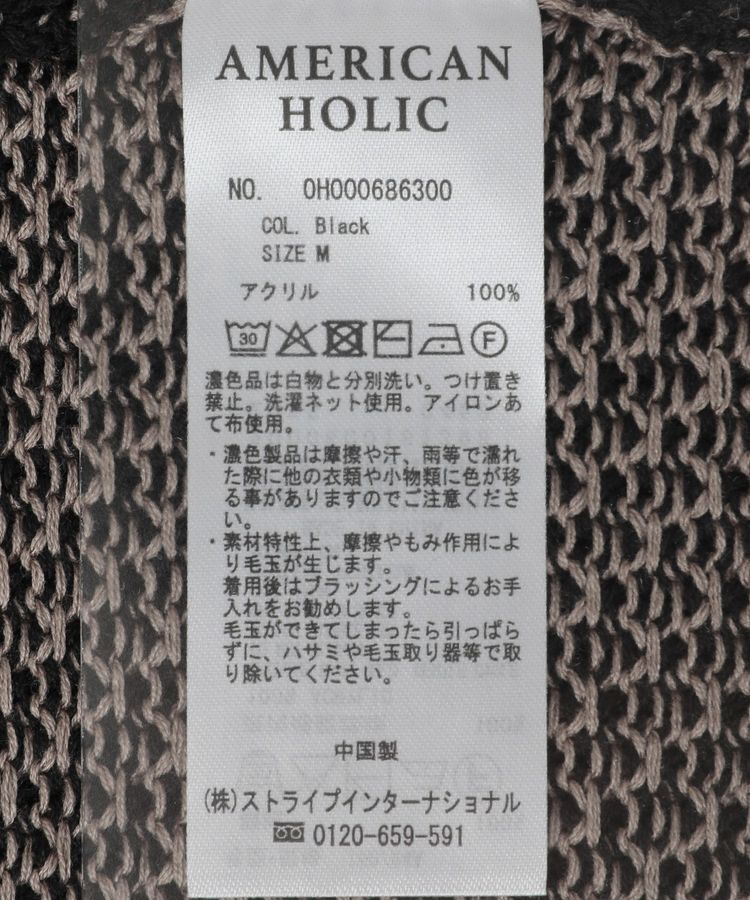 AMERICAN
HOLIC
NO. OH000686300
COL. Black
SIZE M
アクリル 100%
30 F
濃色品は白物と分別洗い。つけ置き
禁止。洗濯ネット使用。アイロンあ
て布使用。
・濃色製品は摩擦や汗、雨等で濡れ
た際に他の衣類や小物類に色が移
る事がありますのでご注意くださ
い。
・素材特性上、摩擦やもみ作用によ
り毛玉が生じます。
着用後はブラッシングによるお手
入れをお勧めします。
毛玉ができてしまったら引っぱら
ずに、ハサミや毛玉取り器等で取
り除いてください。
中国製
(株)ストライプインターナショナル
0120-659-591